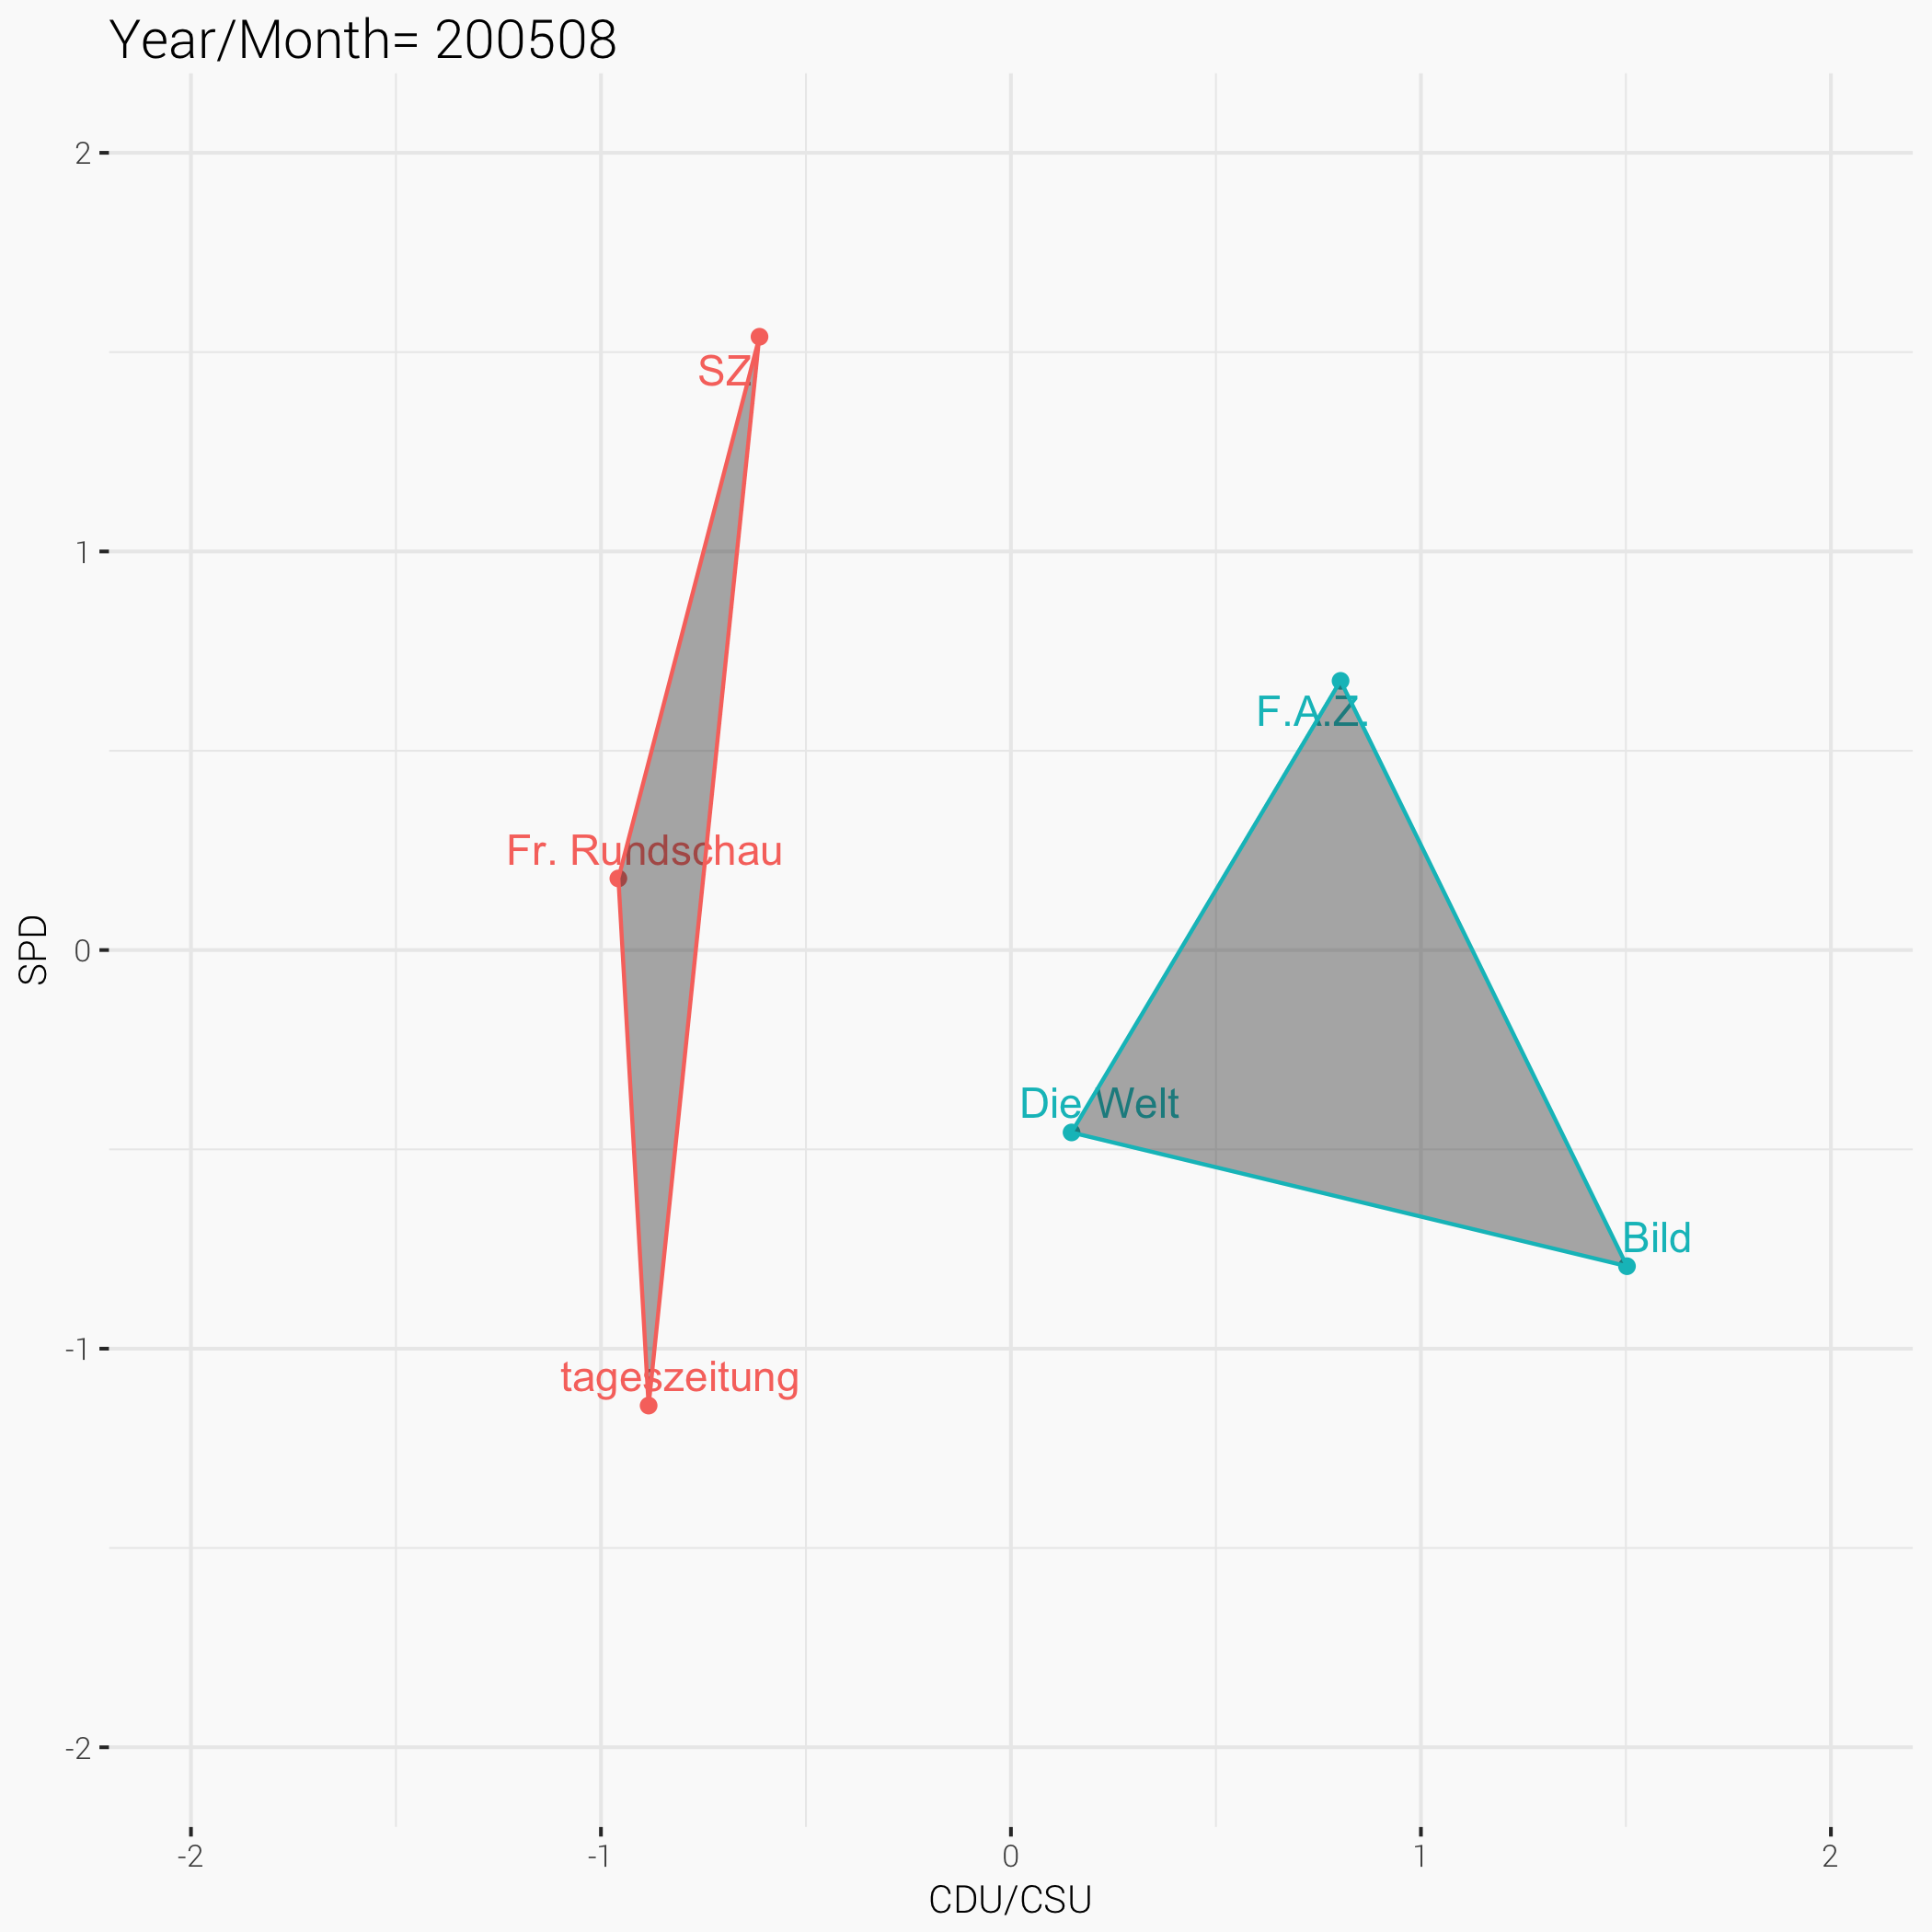 Year/Month= 200508
2
1
0
-1
-2
SPD
SZ
F.A.Z.
Fr. Rundschau
Die Welt
Bild
tageszeitung
-2
-1
0
1
2
CDU/CSU